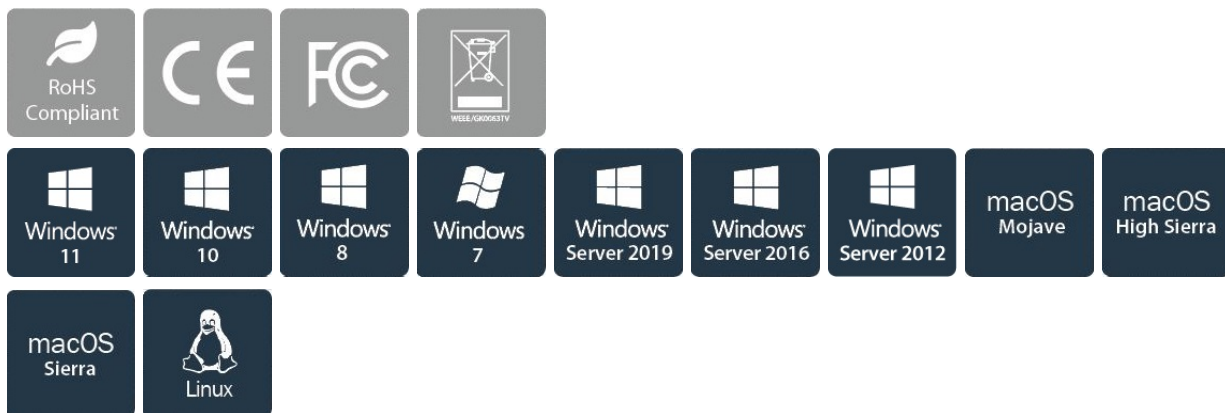 RoHS
Compliant
CE
FC
WEEE/GK0063TV
Windows
11
Windows
10
Windows
8
Windows
7
Windows
Server 2019
Windows
Server 2016
Windows
Server 2012
macOS
Mojave
macOS
High Sierra
macOS
Sierra
Linux